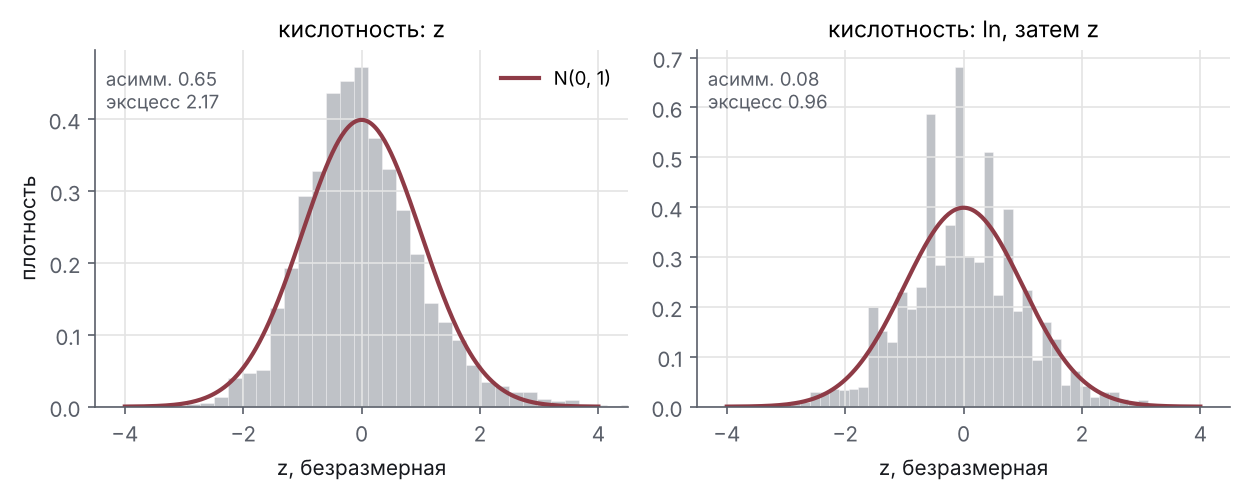 кислотность: z
асимм. 0.65
эксцесс 2.17
N(0, 1)
плотность
0.4
0.3
0.2
0.1
0.0
−4
−2
0
2
4
z, безразмерная
кислотность: ln, затем z
асимм. 0.08
эксцесс 0.96
0.7
0.6
0.5
0.4
0.3
0.2
0.1
0.0
−4
−2
0
2
4
z, безразмерная